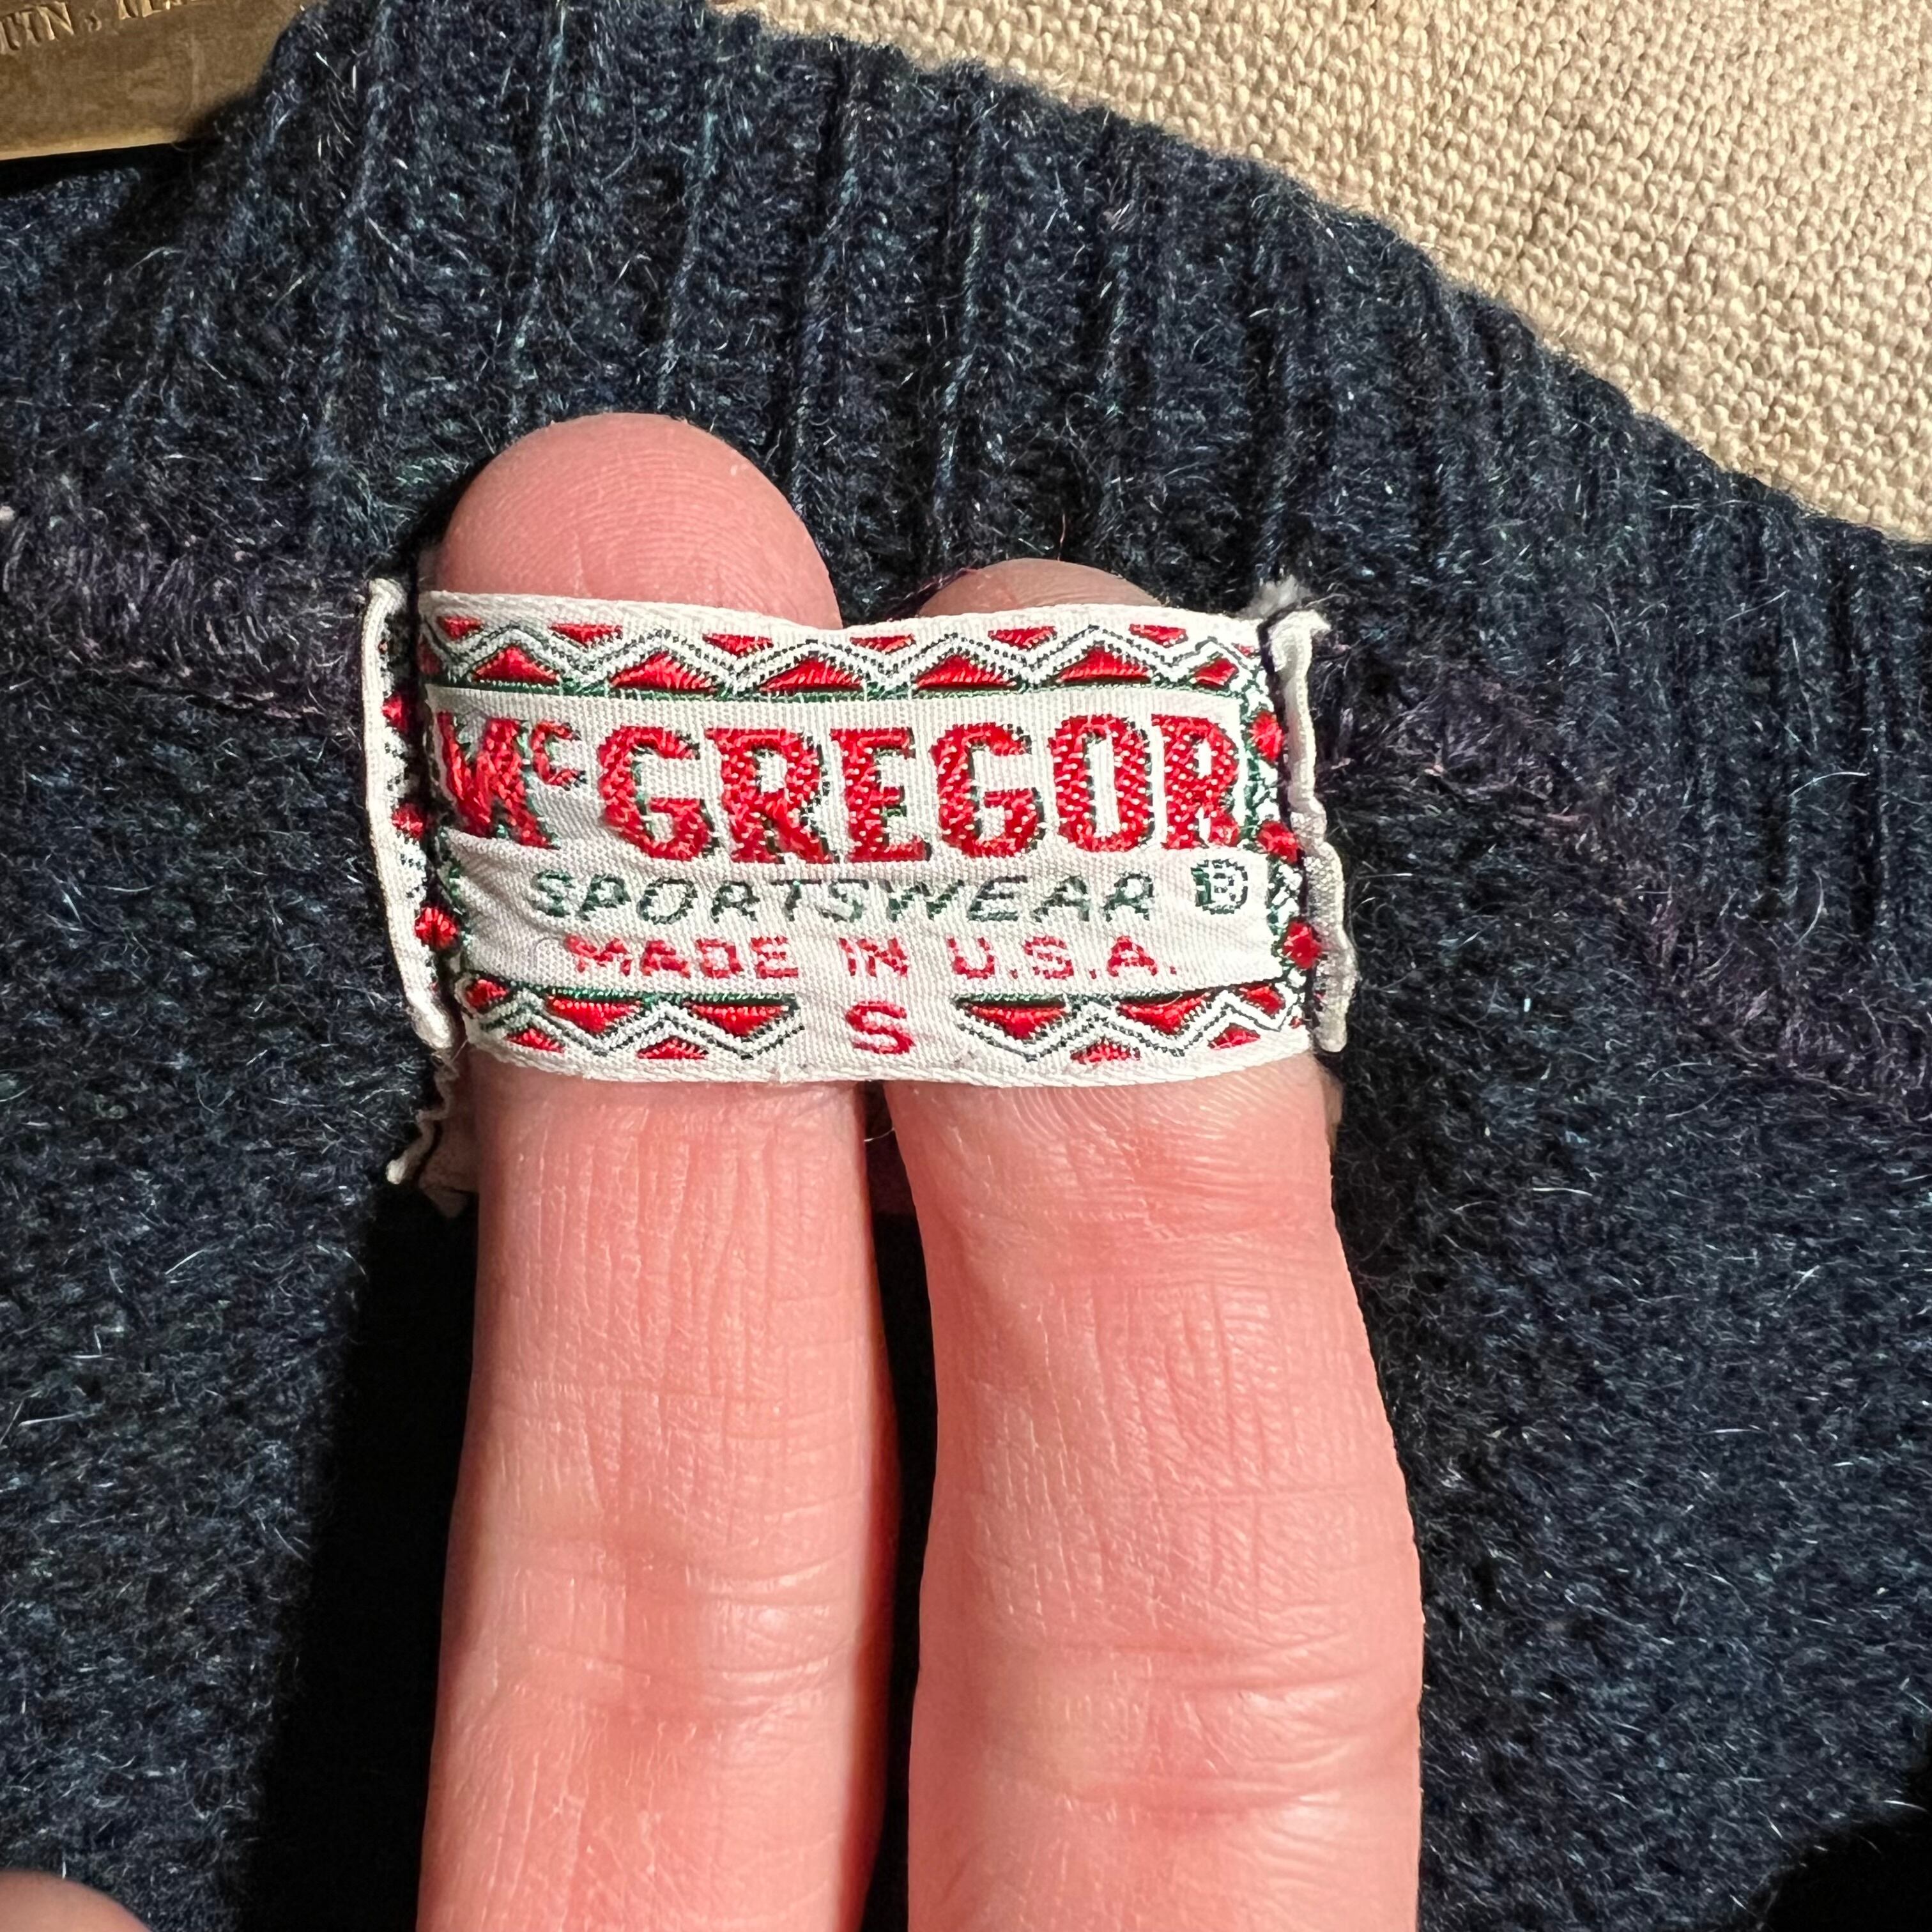 McGREGOR
SPORTSWEAR ®
MADE IN U.S.A.
S